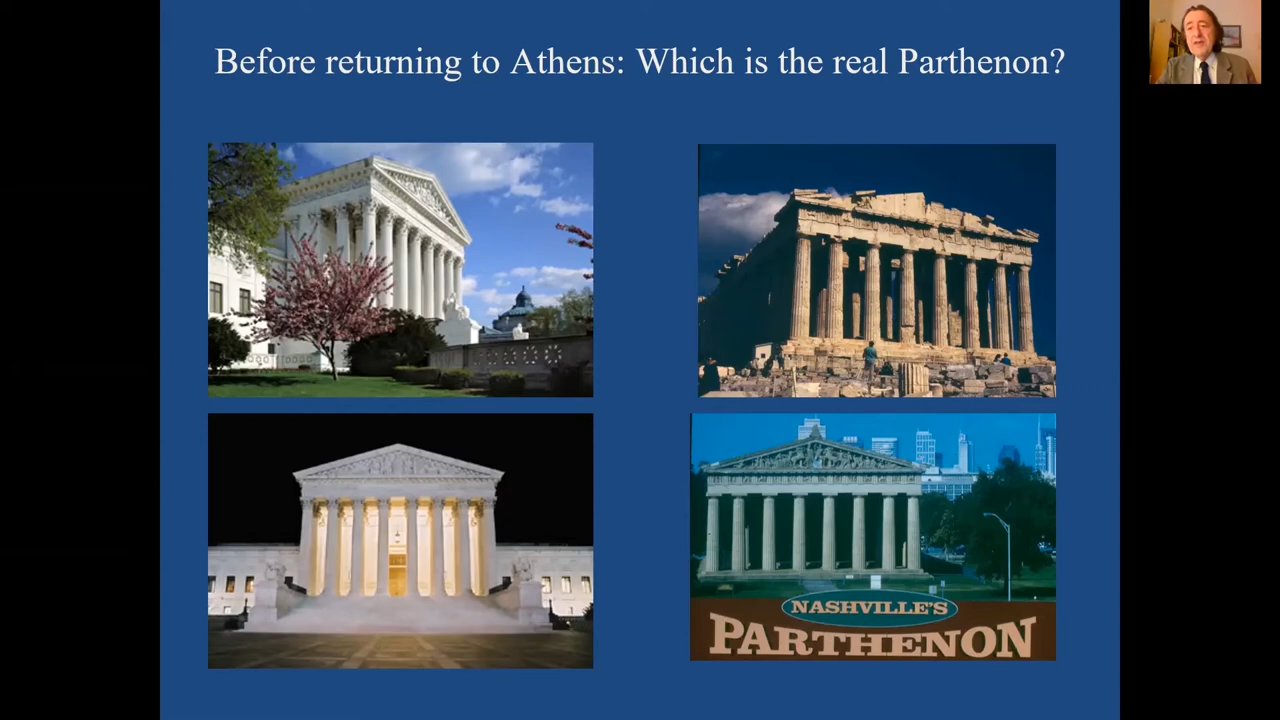 Before returning to Athens: Which is the real Parthenon?
NASHVILLE'S
PARTHENON